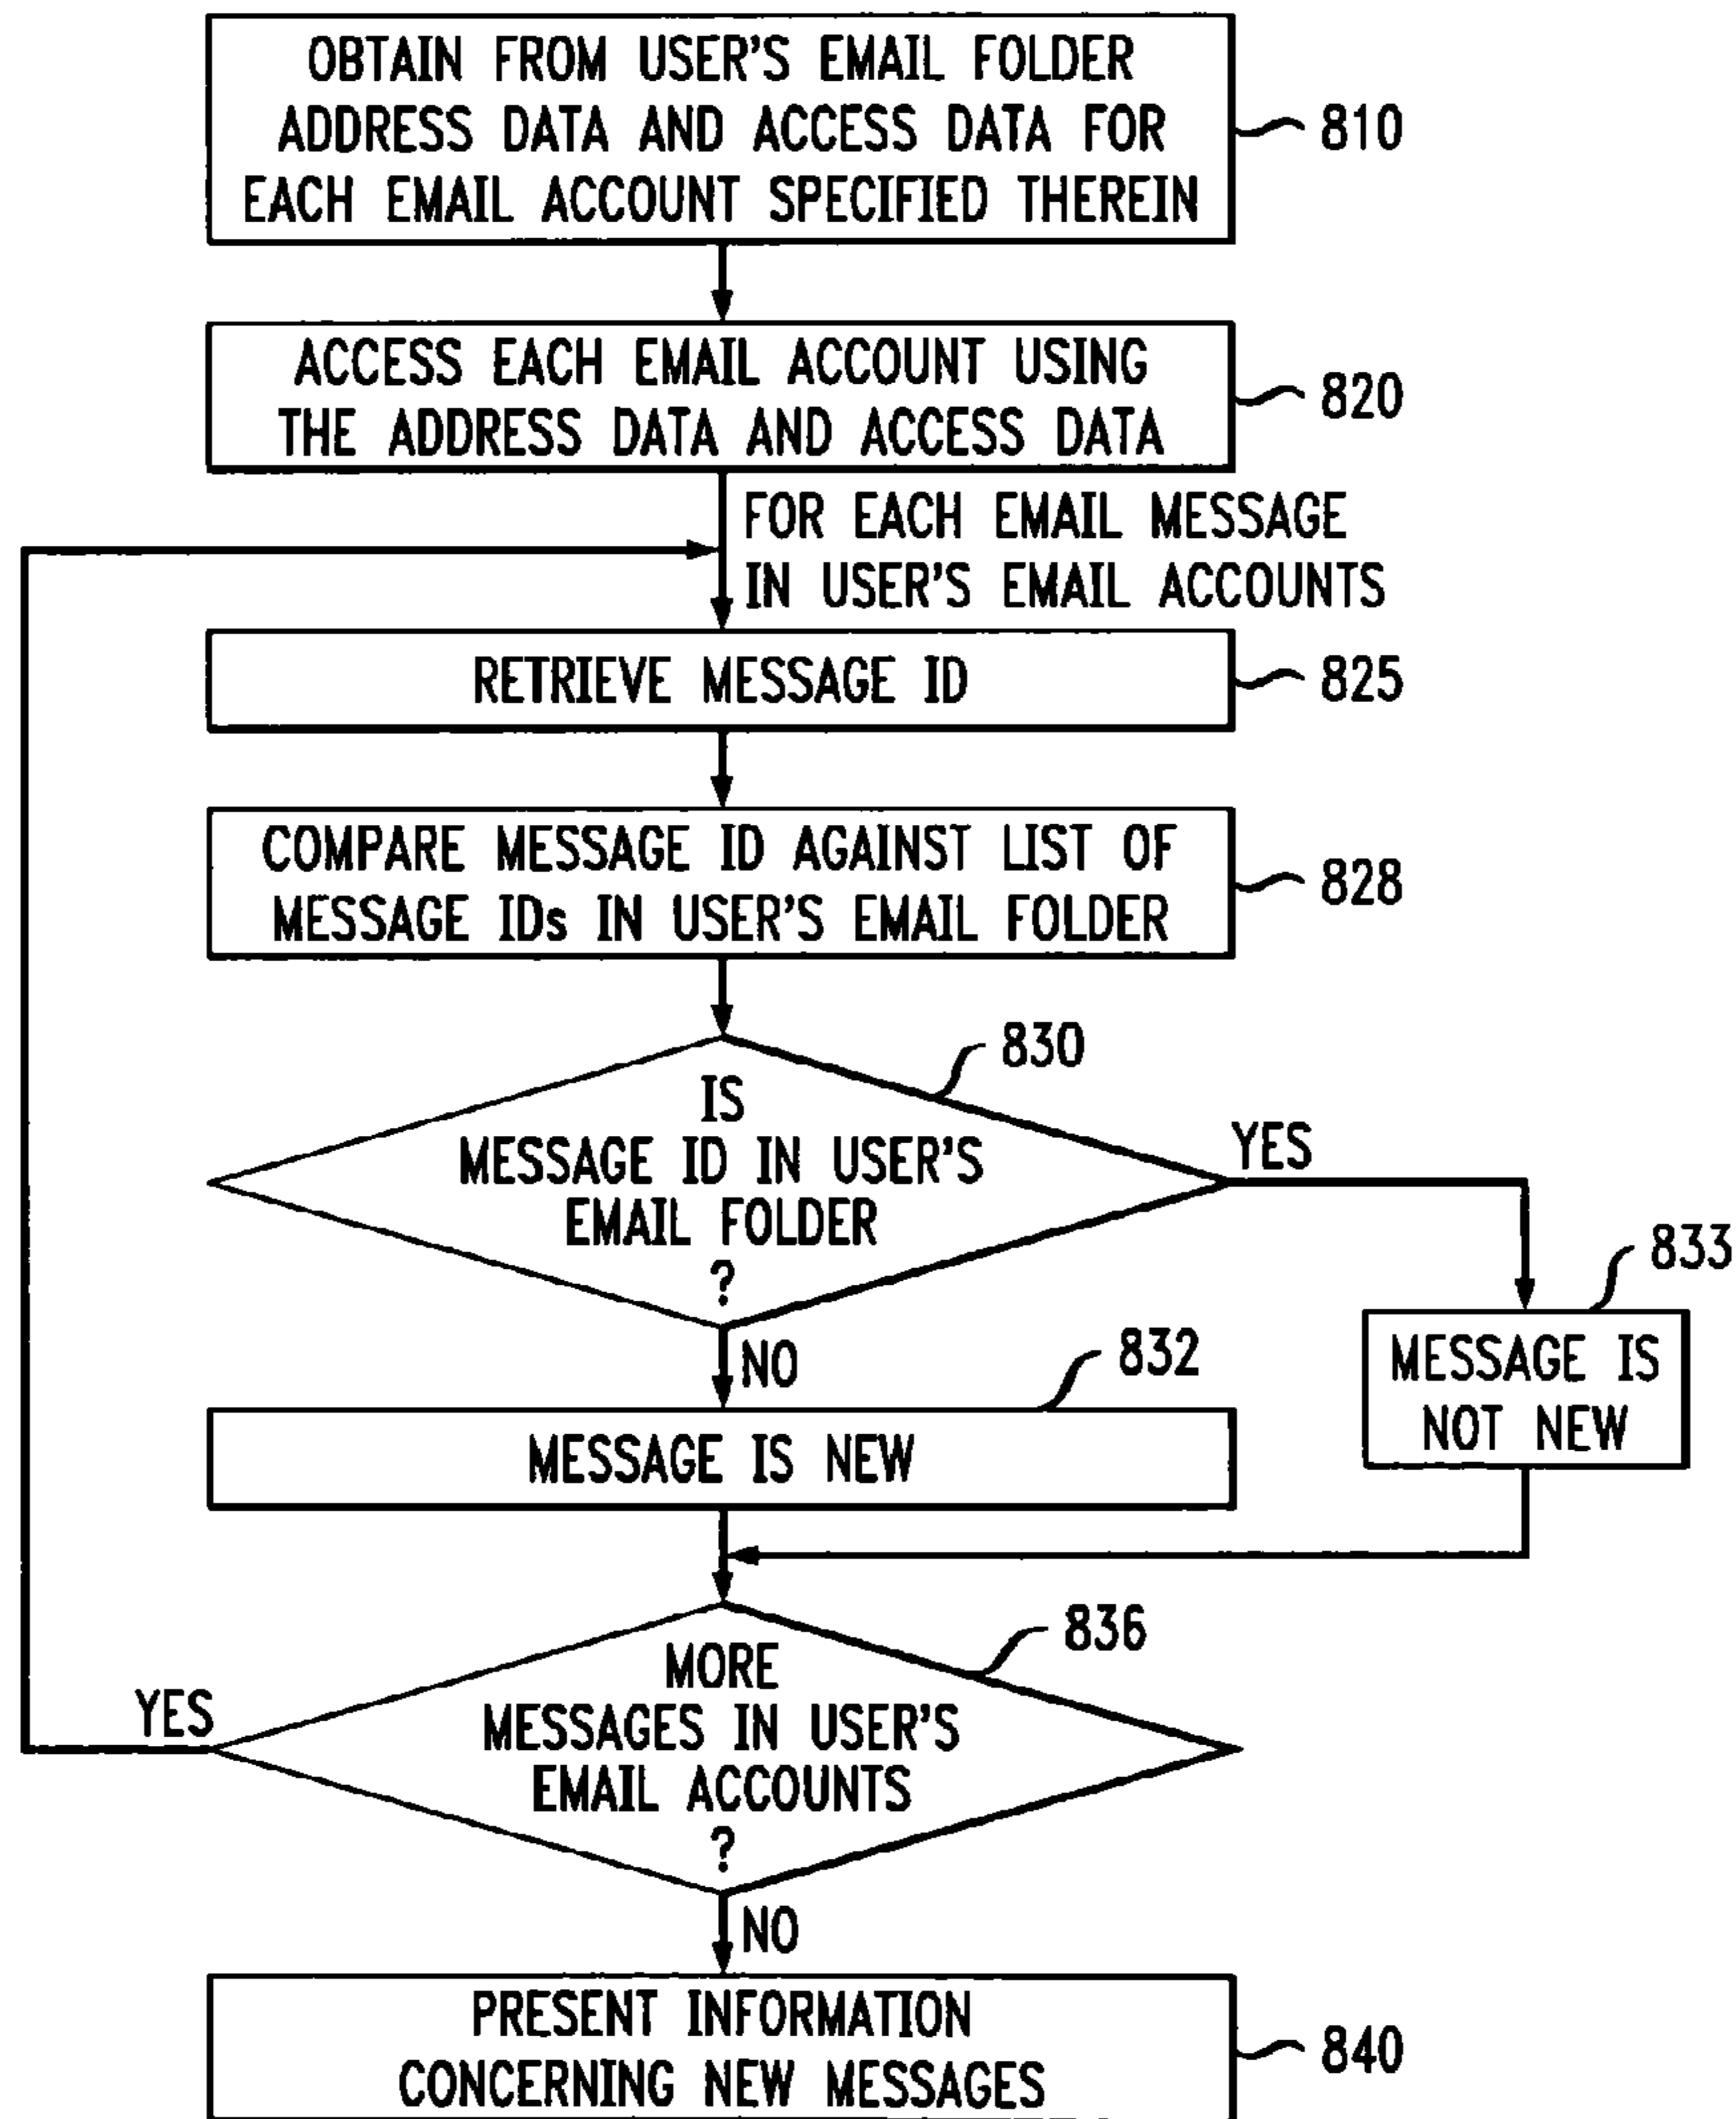 OBTAIN FROM USER'S EMAIL FOLDER
ADDRESS DATA AND ACCESS DATA FOR
EACH EMAIL ACCOUNT SPECIFIED THEREIN
810
ACCESS EACH EMAIL ACCOUNT USING
THE ADDRESS DATA AND ACCESS DATA
820
FOR EACH EMAIL MESSAGE
IN USER'S EMAIL ACCOUNTS
RETRIEVE MESSAGE ID
825
COMPARE MESSAGE ID AGAINST LIST OF
MESSAGE IDs IN USER'S EMAIL FOLDER
828
830
IS
MESSAGE ID IN USER'S
EMAIL FOLDER
?
YES
833
MESSAGE IS
NOT NEW
NO
832
MESSAGE IS NEW
836
MORE
MESSAGES IN USER'S
EMAIL ACCOUNTS
?
YES
NO
PRESENT INFORMATION
CONCERNING NEW MESSAGES
840